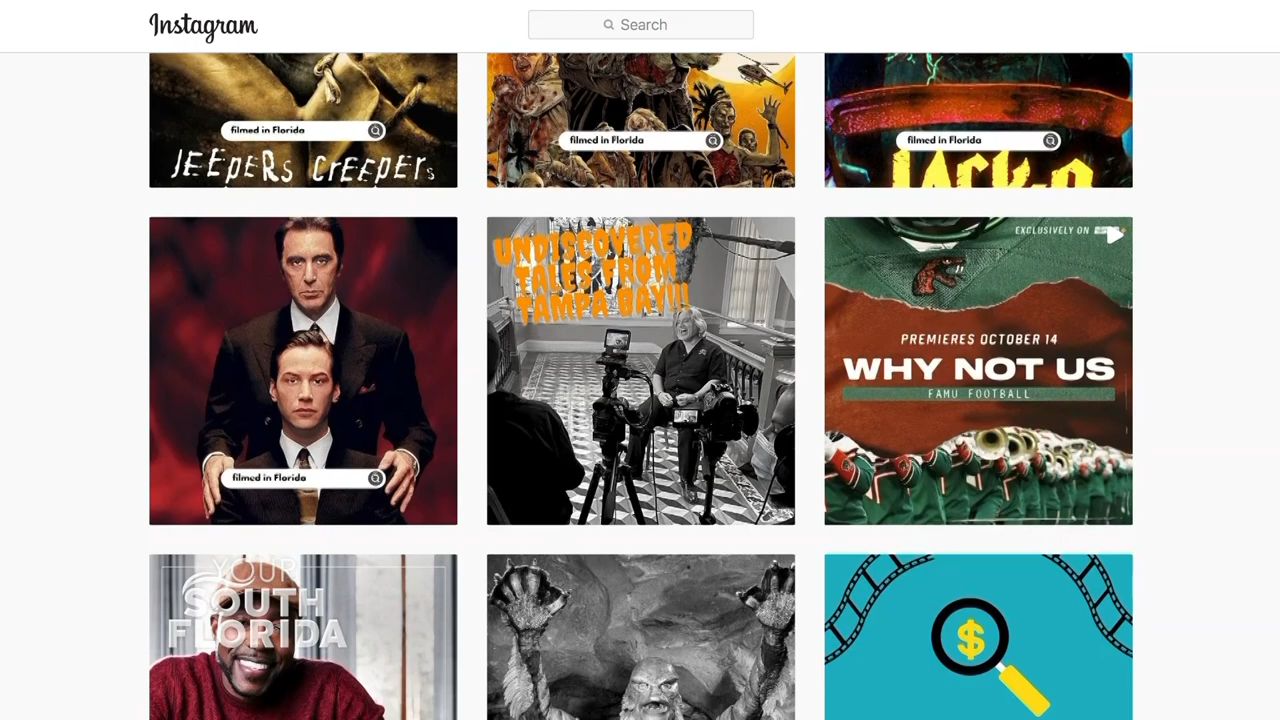 Instagram
Search
filmed in Florida
JEEPERS CREEPERS
filmed in Florida
filmed in Florida
JACK-O
filmed in Florida
UNDISCOVERED
TALES FROM
TAMPA BAY!!!
EXCLUSIVELY ON
PREMIERES OCTOBER 14
WHY NOT US
FAMU FOOTBALL
YOUR
SOUTH
FLORIDA
$